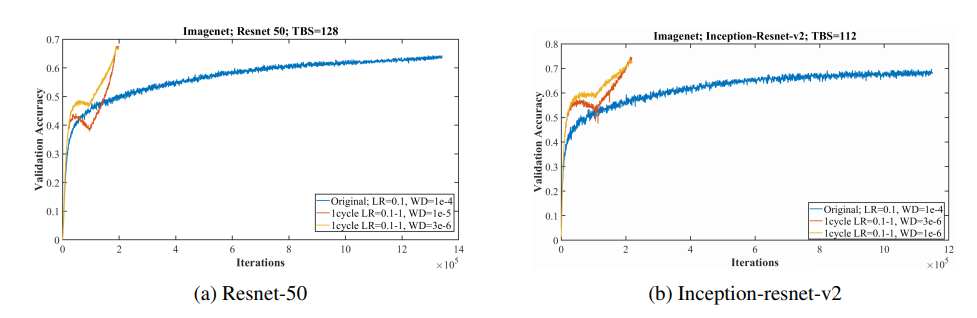 Imagenet; Resnet 50; TBS=128
0.7
0.6
0.5
0.4
0.3
0.2
0.1
0
Validation Accuracy
Original; LR=0.1, WD=1e-4
1cycle LR=0.1-1, WD=1e-5
1cycle LR=0.1-1, WD=3e-6
0 2 4 6 8 10 12 14
Iterations
×10^5
(a) Resnet-50
Imagenet; Inception-Resnet-v2; TBS=112
0.8
0.7
0.6
0.5
0.4
0.3
0.2
0.1
0
Validation Accuracy
Original; LR=0.1, WD=1e-4
1cycle LR=0.1-1, WD=3e-6
1cycle LR=0.1-1, WD=1e-6
0 2 4 6 8 10 12
Iterations
×10^5
(b) Inception-resnet-v2